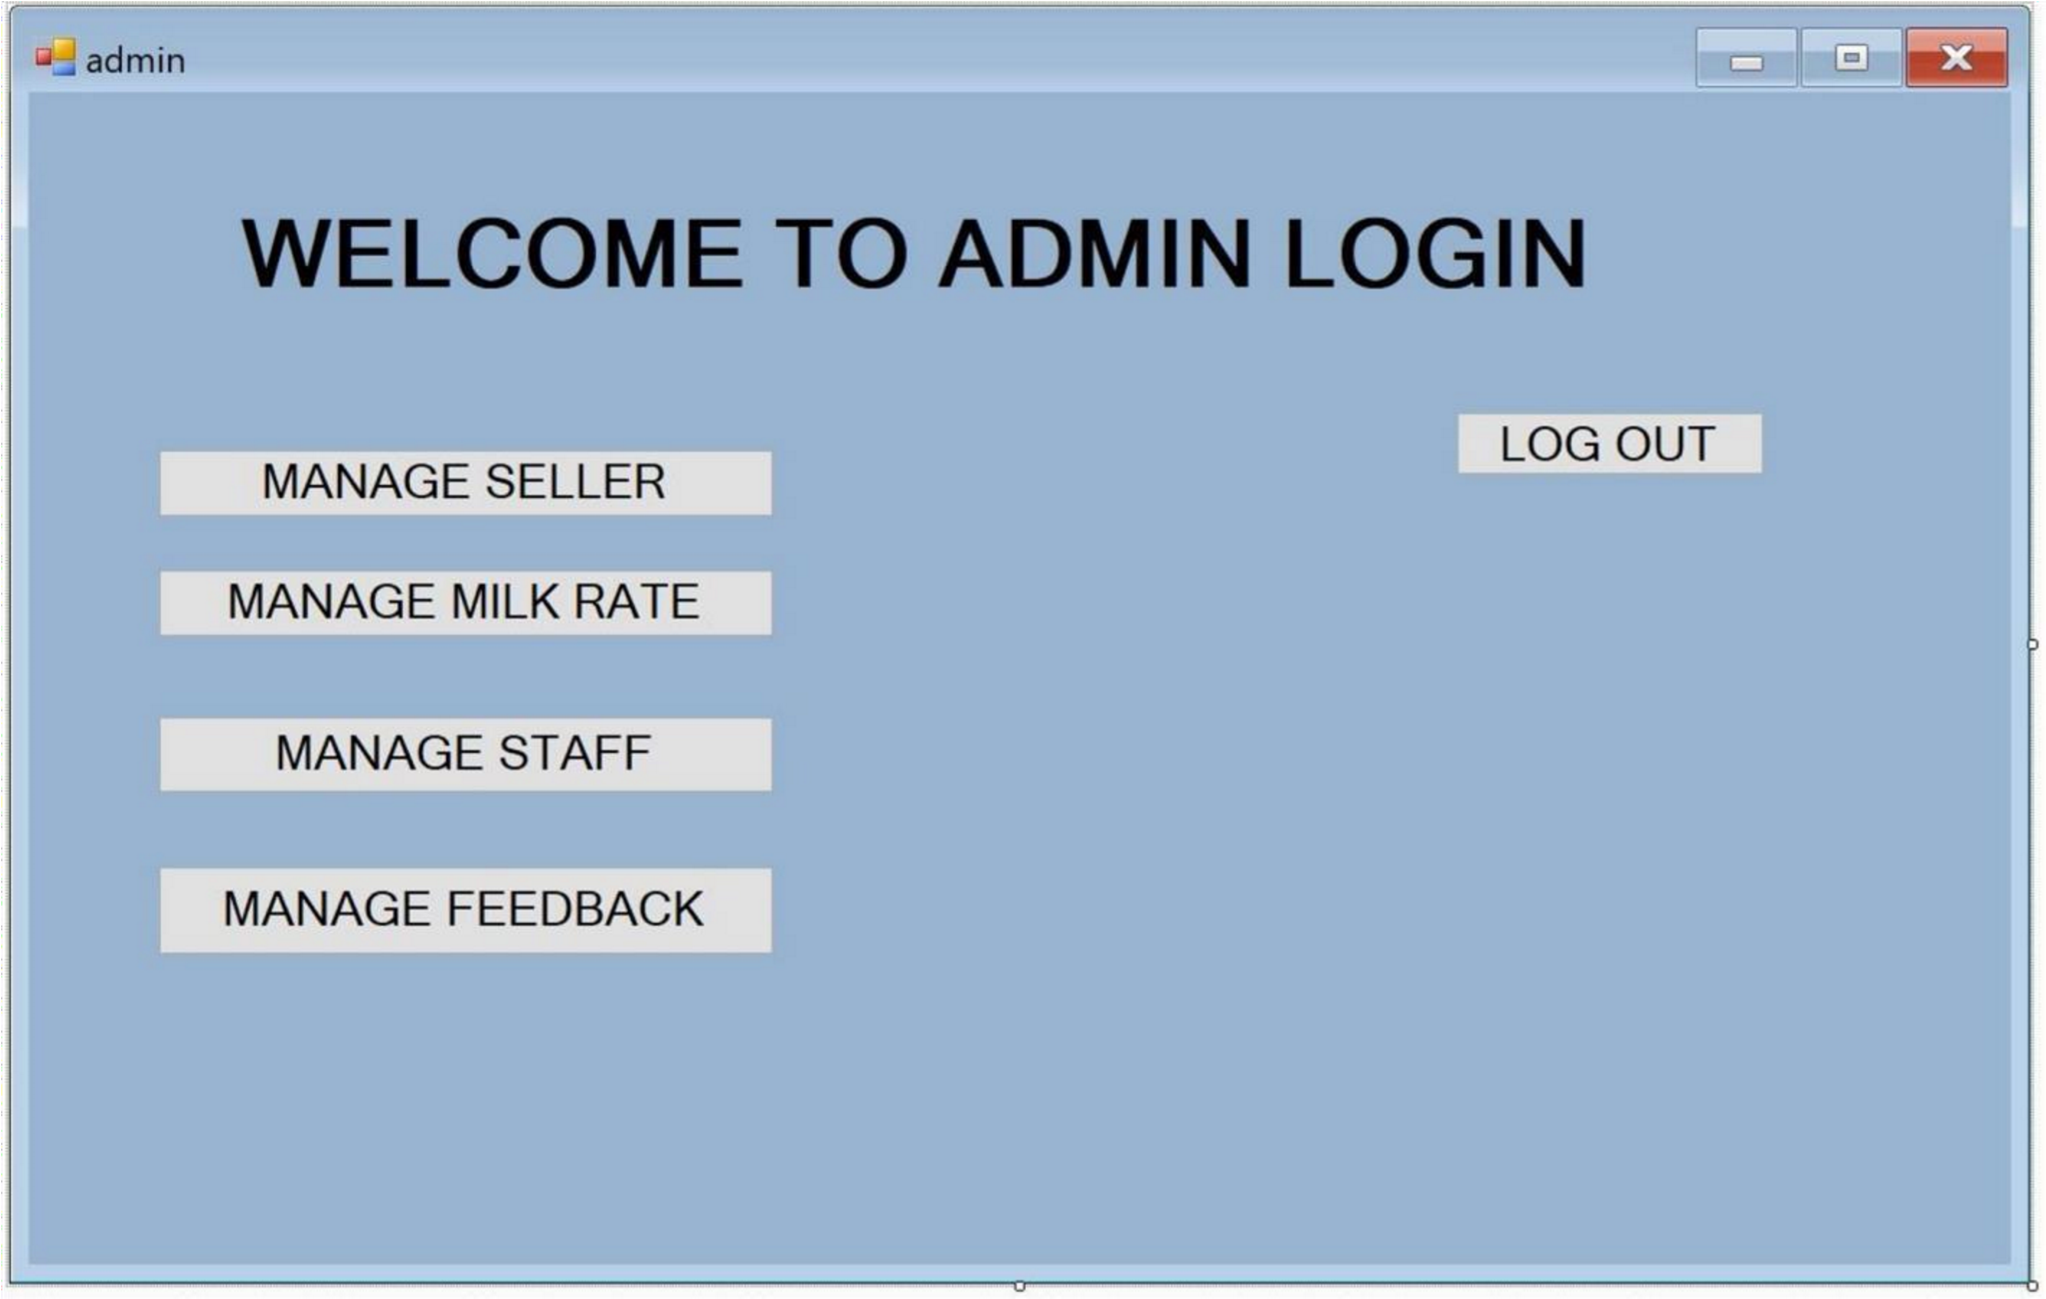 admin
WELCOME TO ADMIN LOGIN
LOG OUT
MANAGE SELLER
MANAGE MILK RATE
MANAGE STAFF
MANAGE FEEDBACK